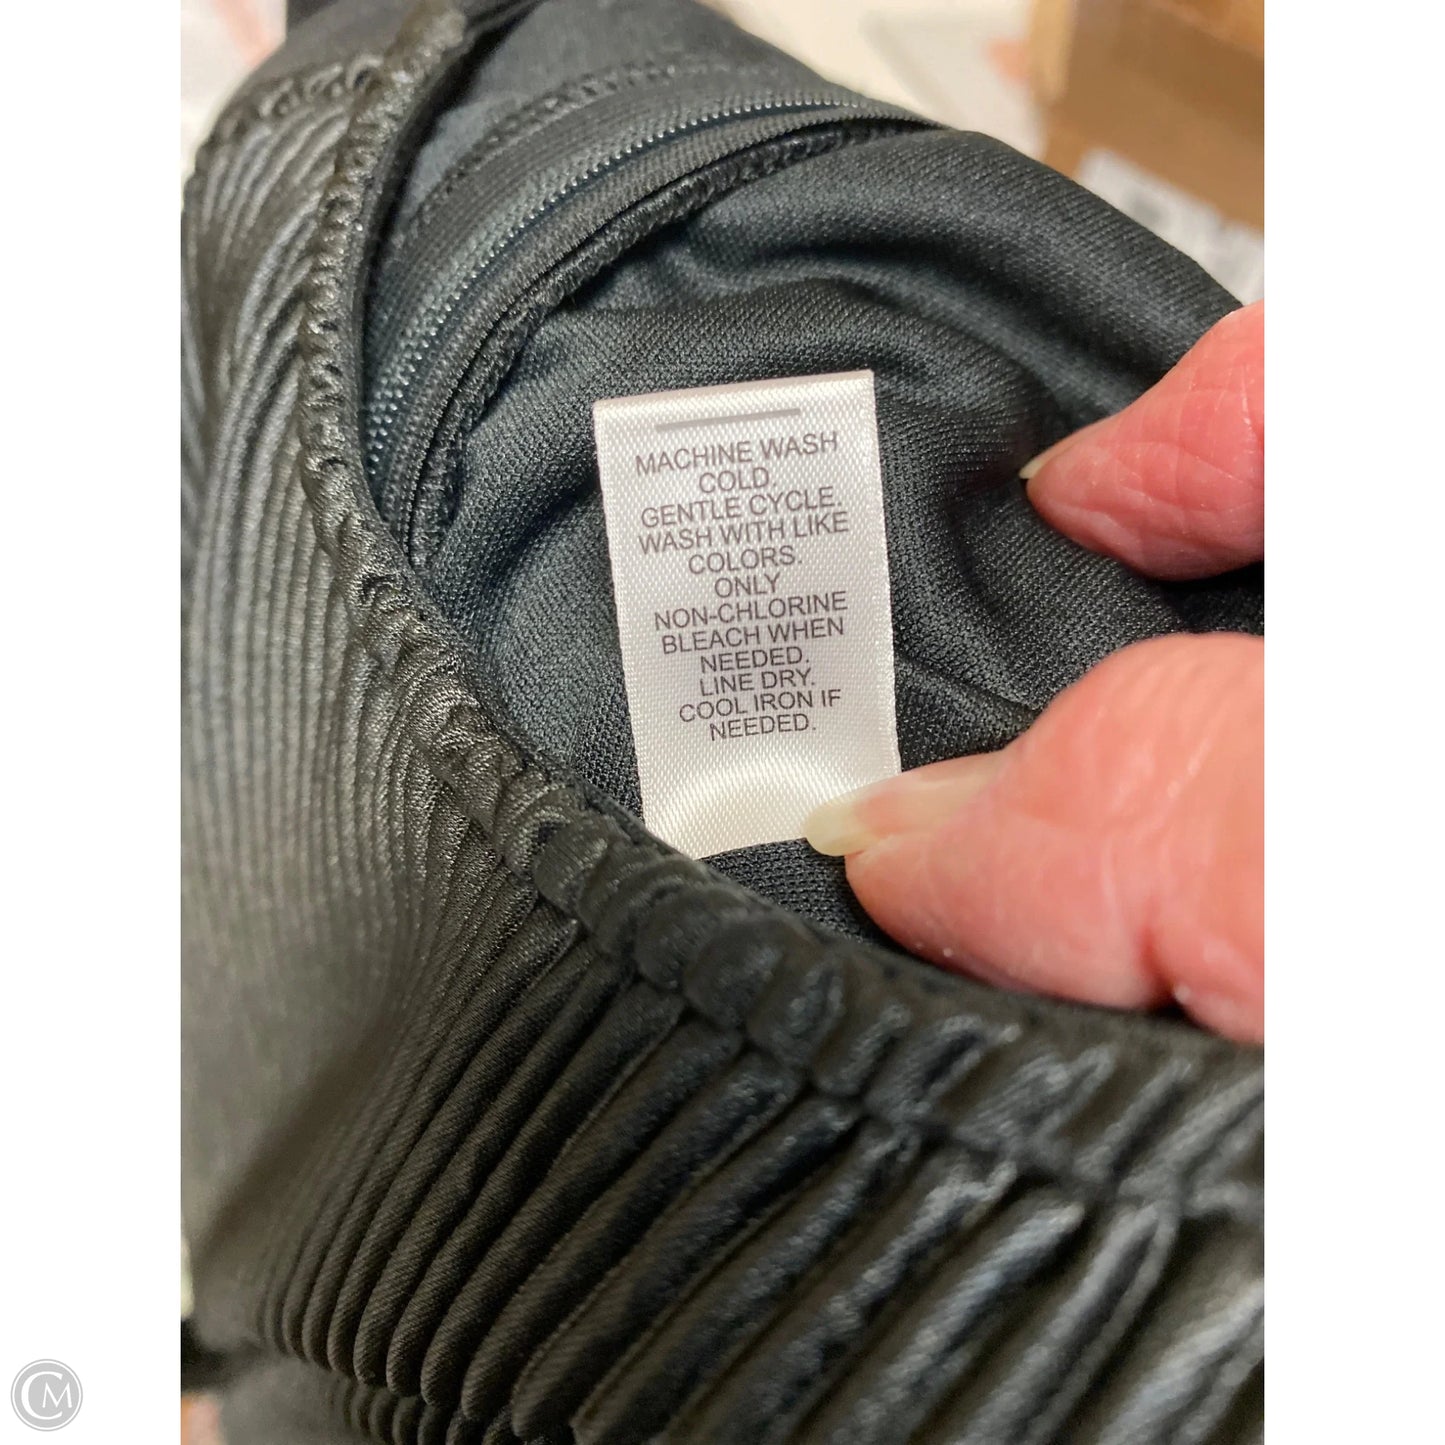 MACHINE WASH
COLD.
GENTLE CYCLE.
WASH WITH LIKE
COLORS.
ONLY
NON-CHLORINE
BLEACH WHEN
NEEDED.
LINE DRY.
COOL IRON IF
NEEDED.
CM